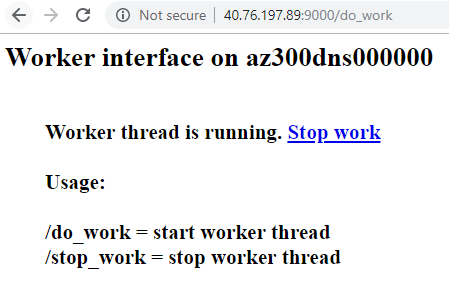 Not secure | 40.76.197.89:9000/do_work
Worker interface on az300dns000000
Worker thread is running. Stop work
Usage:
/do_work = start worker thread
/stop_work = stop worker thread